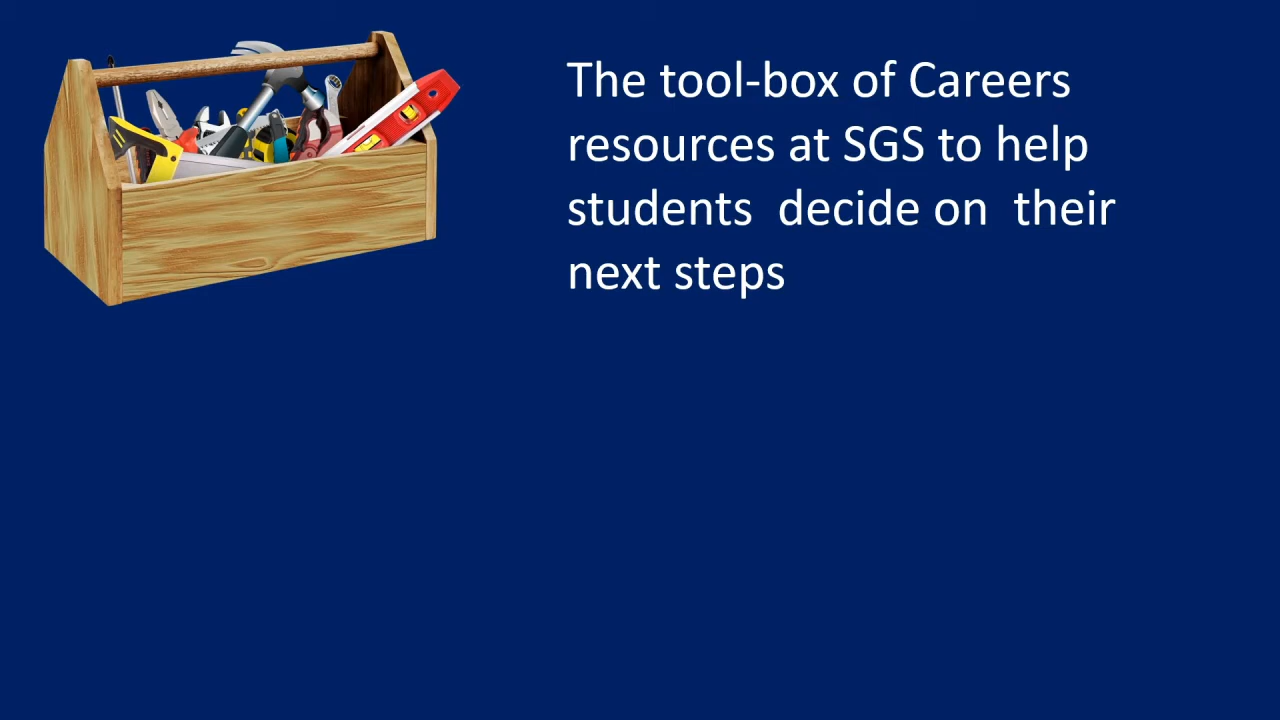 The tool-box of Careers
resources at SGS to help
students  decide on  their
next steps